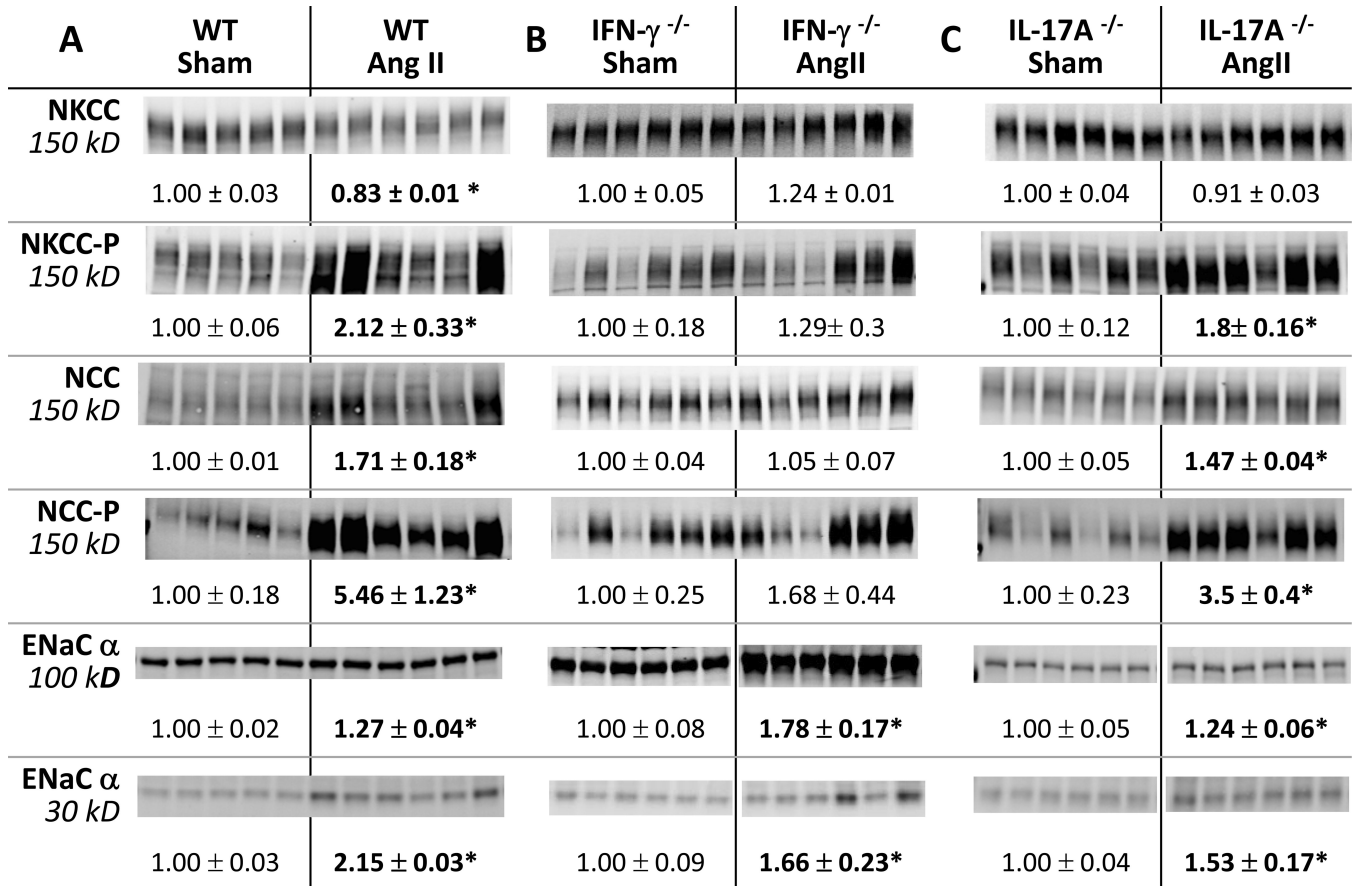 A WT Sham WT Ang II B IFN-γ -/- Sham IFN-γ -/- AngII C IL-17A -/- Sham IL-17A -/- AngII
NKCC
150 kD
1.00 ± 0.03 0.83 ± 0.01 * 1.00 ± 0.05 1.24 ± 0.01 1.00 ± 0.04 0.91 ± 0.03
NKCC-P
150 kD
1.00 ± 0.06 2.12 ± 0.33* 1.00 ± 0.18 1.29± 0.3 1.00 ± 0.12 1.8± 0.16*
NCC
150 kD
1.00 ± 0.01 1.71 ± 0.18* 1.00 ± 0.04 1.05 ± 0.07 1.00 ± 0.05 1.47 ± 0.04*
NCC-P
150 kD
1.00 ± 0.18 5.46 ± 1.23* 1.00 ± 0.25 1.68 ± 0.44 1.00 ± 0.23 3.5 ± 0.4*
ENaC α
100 kD
1.00 ± 0.02 1.27 ± 0.04* 1.00 ± 0.08 1.78 ± 0.17* 1.00 ± 0.05 1.24 ± 0.06*
ENaC α
30 kD
1.00 ± 0.03 2.15 ± 0.03* 1.00 ± 0.09 1.66 ± 0.23* 1.00 ± 0.04 1.53 ± 0.17*